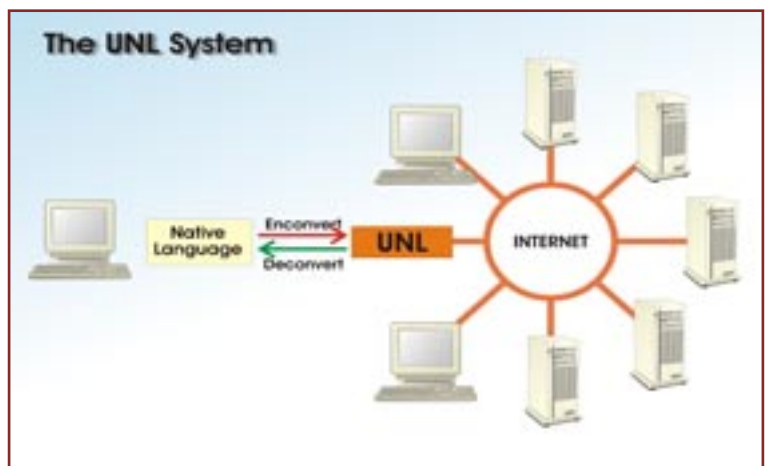 The UNL System
Native
Language
Enconvert
Deconvert
UNL
INTERNET